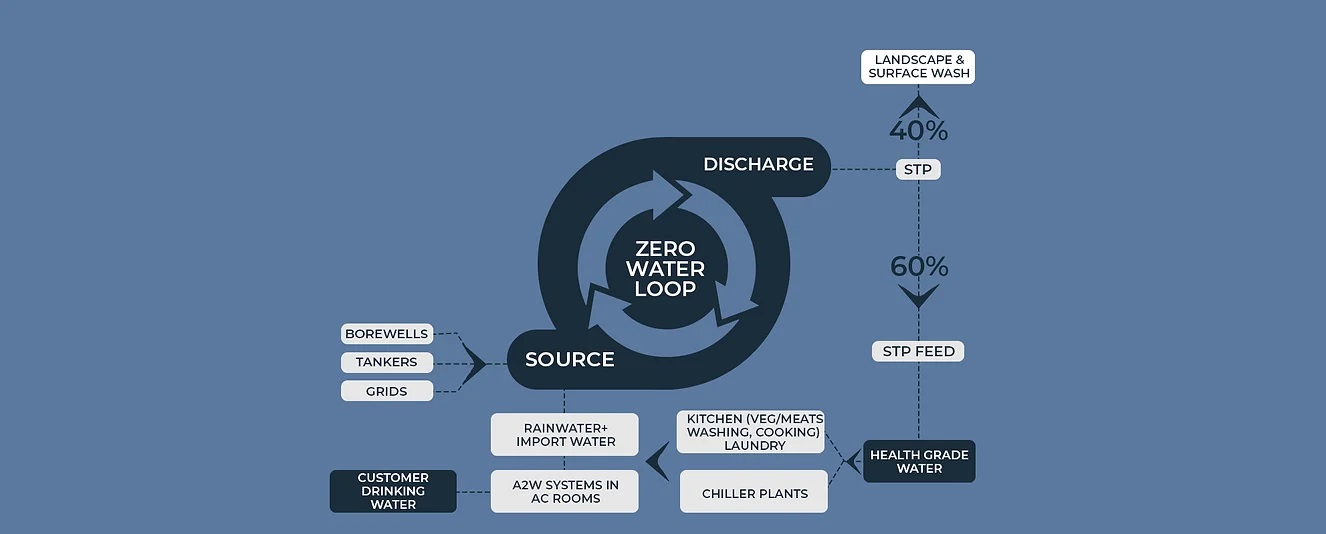 LANDSCAPE &
SURFACE WASH
40%
DISCHARGE
STP
ZERO
WATER
LOOP
60%
BOREWELLS
TANKERS
GRIDS
SOURCE
STP FEED
RAINWATER+
IMPORT WATER
KITCHEN (VEG/MEATS
WASHING, COOKING)
LAUNDRY
HEALTH GRADE
WATER
CUSTOMER
DRINKING
WATER
A2W SYSTEMS IN
AC ROOMS
CHILLER PLANTS